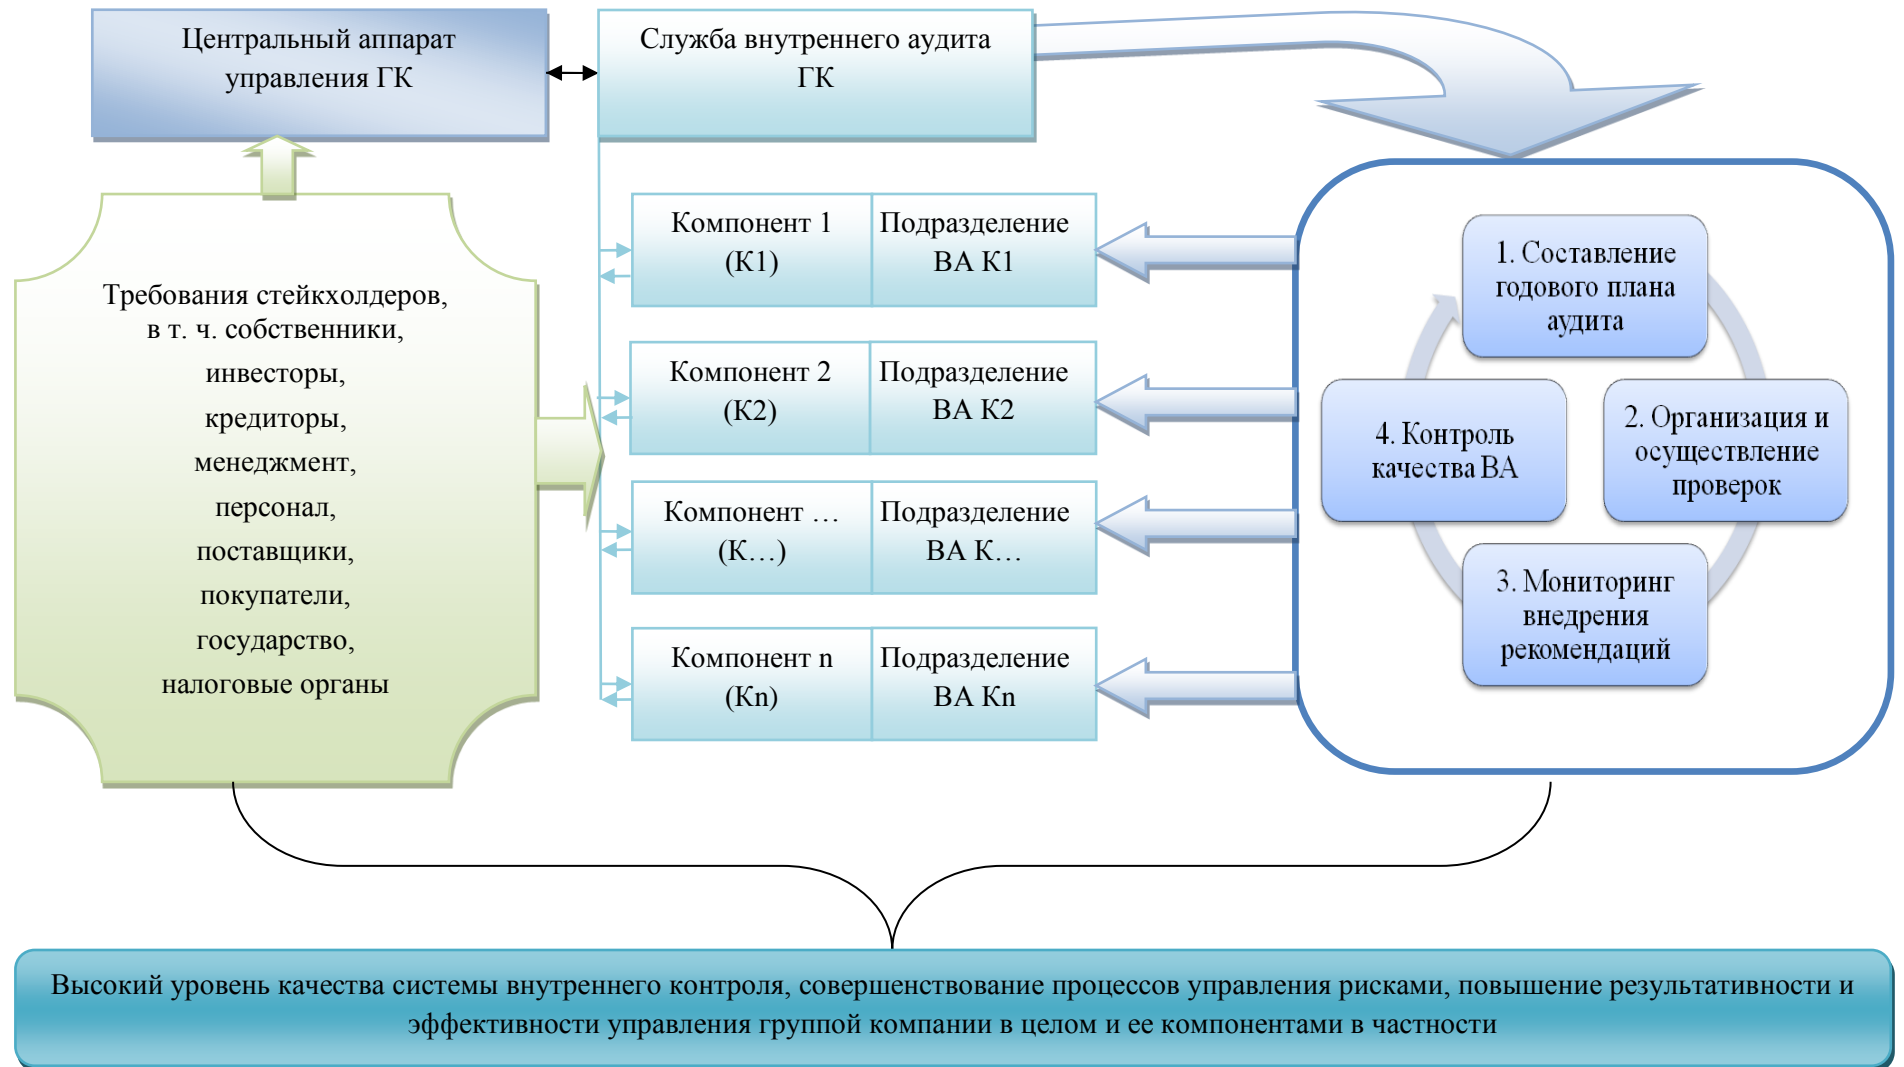 Центральный аппарат
управления ГК
Служба внутреннего аудита
ГК
Требования стейкхолдеров,
в т. ч. собственники,
инвесторы,
кредиторы,
менеджмент,
персонал,
поставщики,
покупатели,
государство,
налоговые органы
Компонент 1
(К1)
Подразделение
ВА К1
Компонент 2
(К2)
Подразделение
ВА К2
Компонент …
(К…)
Подразделение
ВА К…
Компонент n
(Кn)
Подразделение
ВА Кn
1. Составление
годового плана
аудита
2. Организация и
осуществление
проверок
3. Мониторинг
внедрения
рекомендаций
4. Контроль
качества ВА
Высокий уровень качества системы внутреннего контроля, совершенствование процессов управления рисками, повышение результативности и
эффективности управления группой компании в целом и ее компонентами в частности